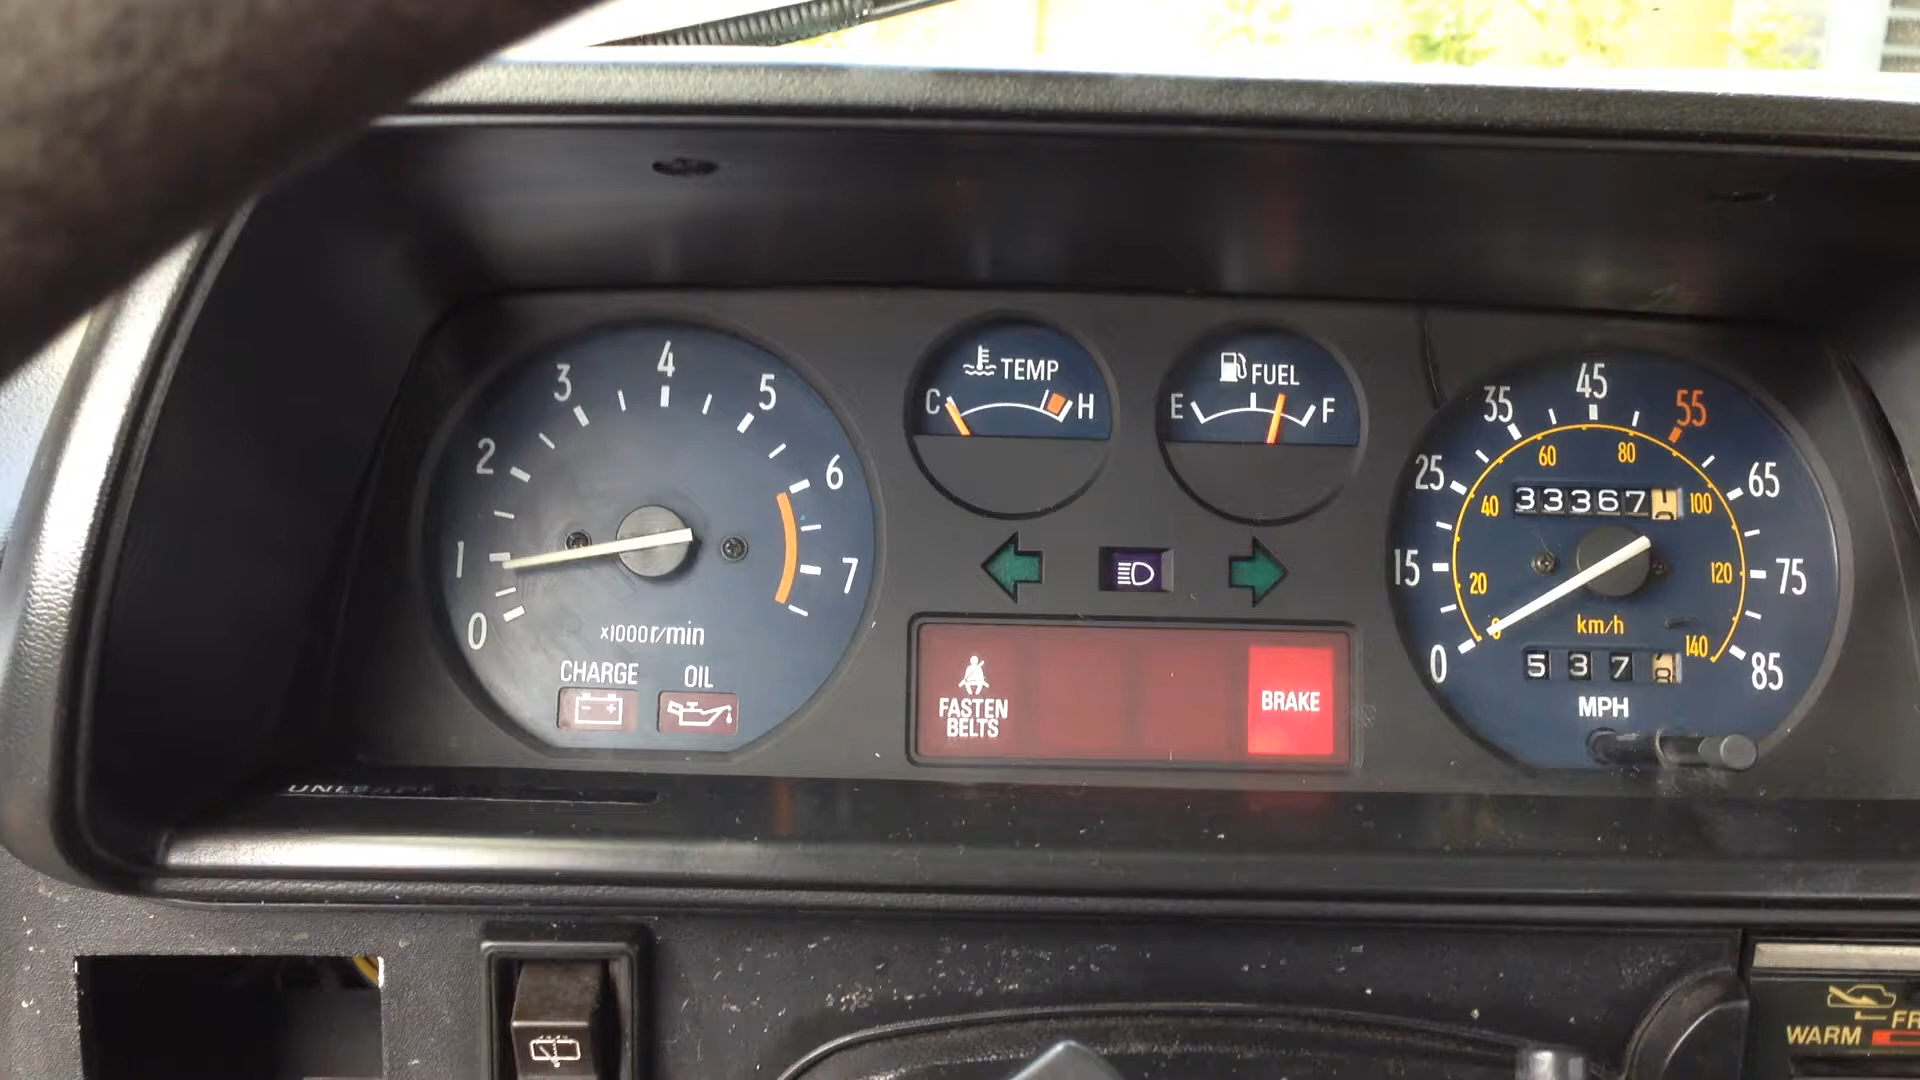 4
3
5
2
6
1
7
0
x1000r/min
CHARGE
OIL
TEMP
C
H
FUEL
E
F
FASTEN
BELTS
BRAKE
45
35
55
25
65
15
75
0
85
60
80
40
100
20
120
0
140
33367
km/h
537
MPH
WARM